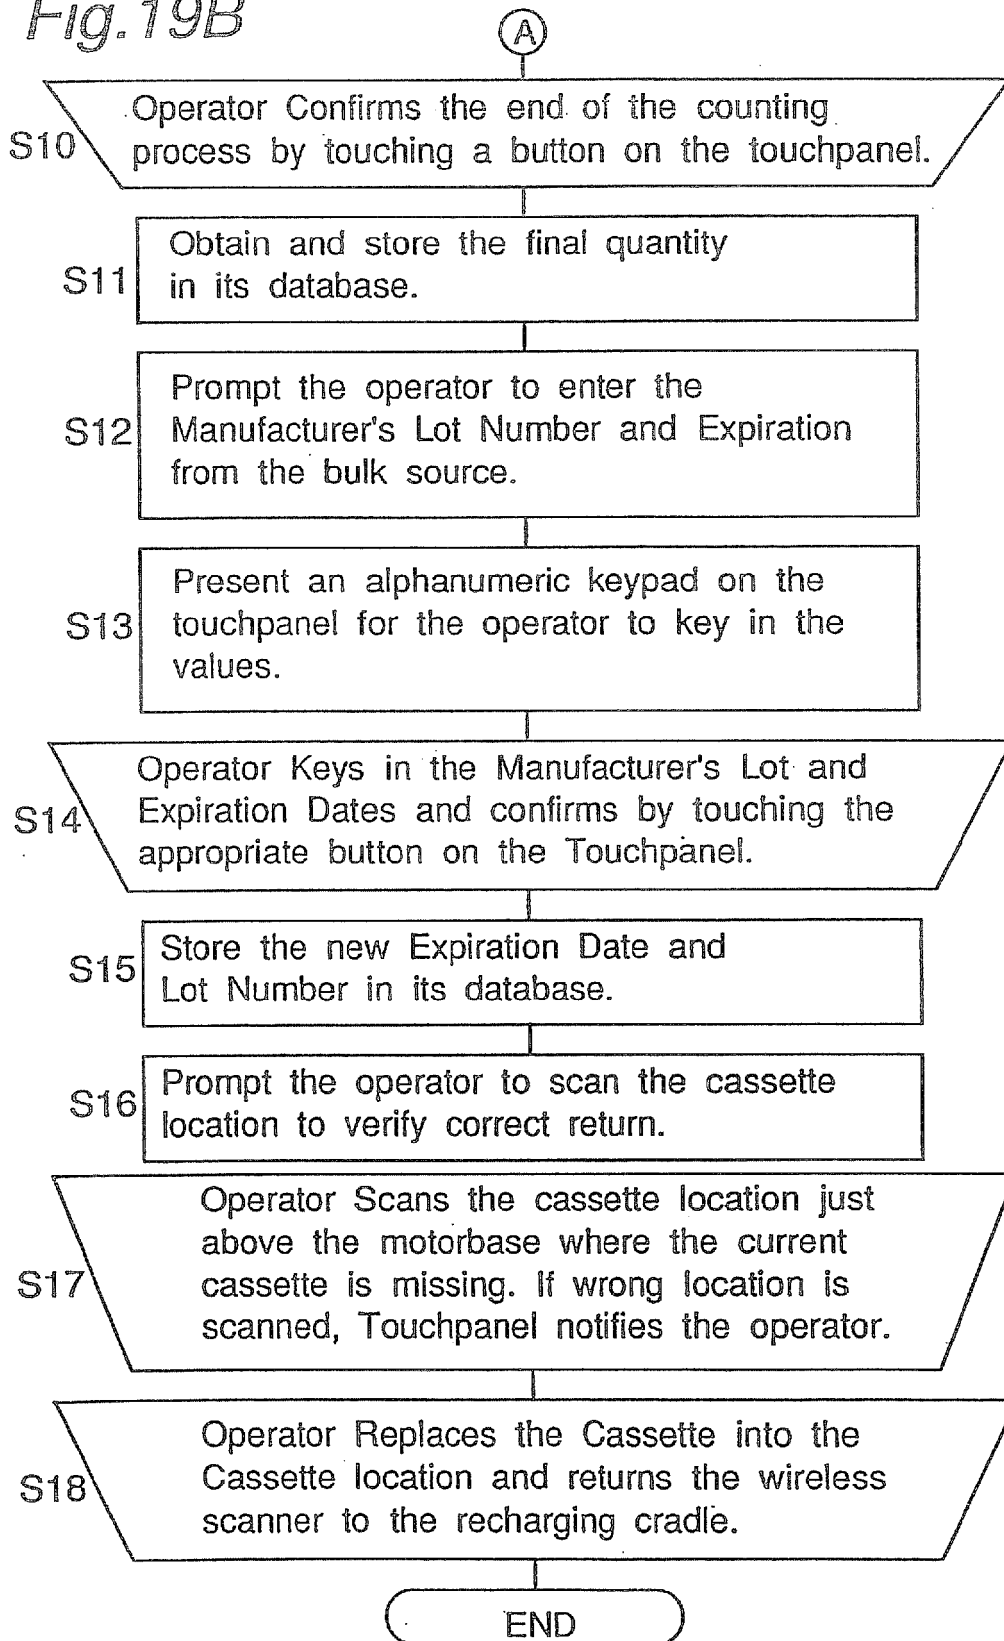 Fig.19B
A
S10
Operator Confirms the end of the counting
process by touching a button on the touchpanel.
S11
Obtain and store the final quantity
in its database.
S12
Prompt the operator to enter the
Manufacturer's Lot Number and Expiration
from the bulk source.
S13
Present an alphanumeric keypad on the
touchpanel for the operator to key in the
values.
S14
Operator Keys in the Manufacturer's Lot and
Expiration Dates and confirms by touching the
appropriate button on the Touchpanel.
S15
Store the new Expiration Date and
Lot Number in its database.
S16
Prompt the operator to scan the cassette
location to verify correct return.
S17
Operator Scans the cassette location just
above the motorbase where the current
cassette is missing. If wrong location is
scanned, Touchpanel notifies the operator.
S18
Operator Replaces the Cassette into the
Cassette location and returns the wireless
scanner to the recharging cradle.
END